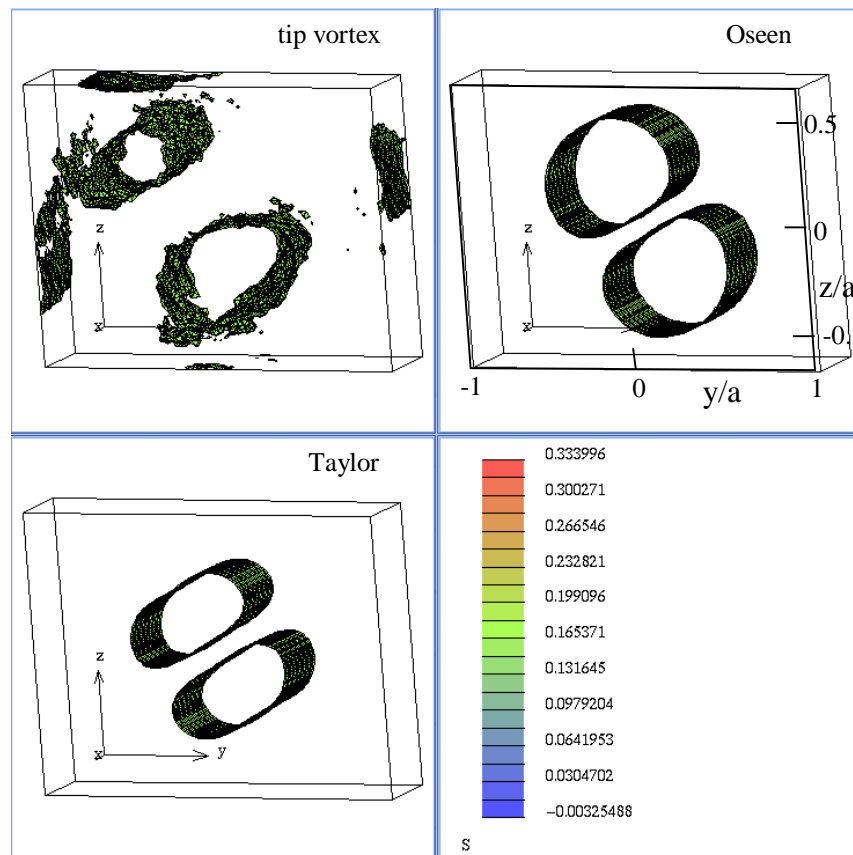 tip vortex
z
x
Oseen
0.5
0
z/a
-0.
z
x
-1
0
y/a
1
Taylor
z
x
y
0.333996
0.300271
0.266546
0.232821
0.199096
0.165371
0.131645
0.0979204
0.0641953
0.0304702
-0.00325488
S